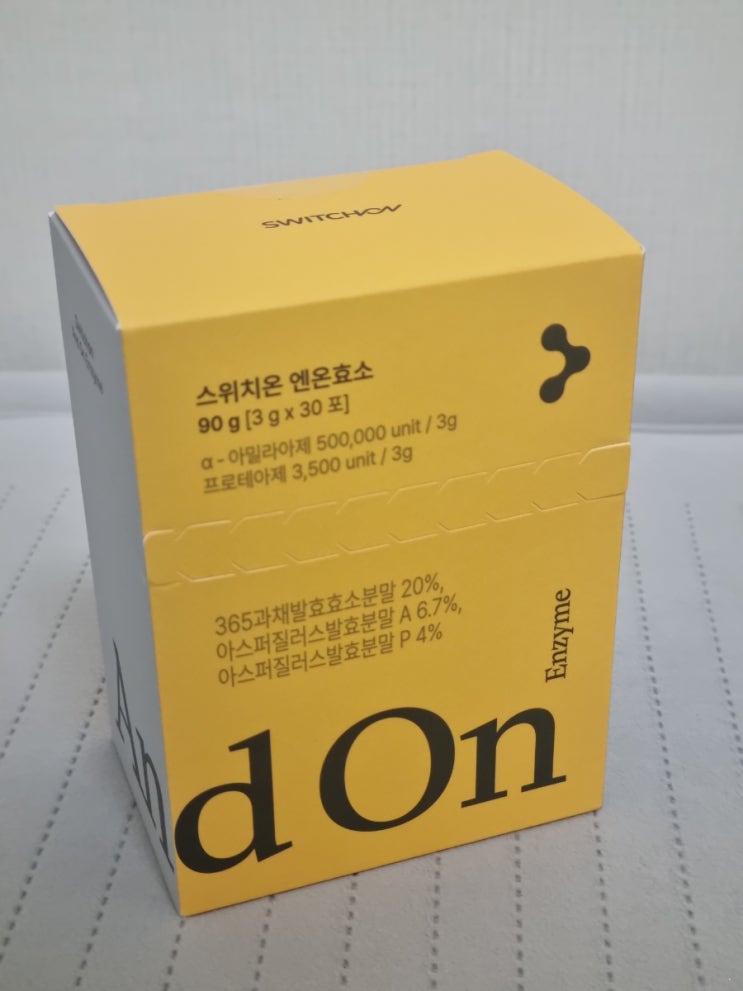 SWITCHON
스위치온 엔온효소
90 g [3 g x 30 포]
α - 아밀라아제 500,000 unit / 3g
프로테아제 3,500 unit / 3g
365과채발효효소분말 20%,
아스퍼질러스발효분말 A 6.7%,
아스퍼질러스발효분말 P 4%
Enzyme
And On